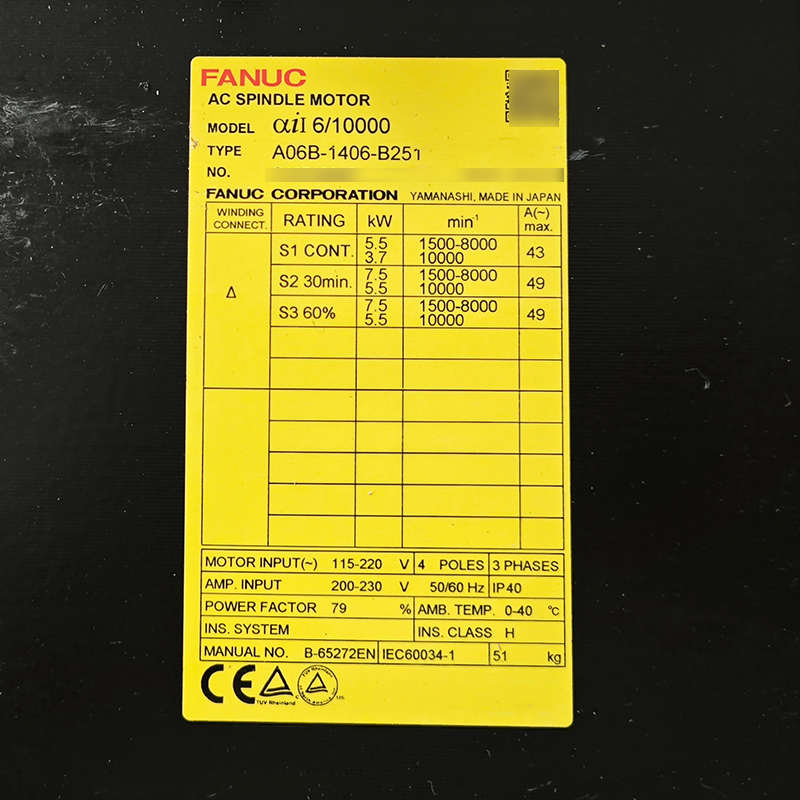 FANUC
AC SPINDLE MOTOR
MODEL αiI 6/10000
TYPE A06B-1406-B251
NO.
FANUC CORPORATION YAMANASHI, MADE IN JAPAN
WINDING CONNECT. RATING kW min⁻¹ A(~) max.
Δ
S1 CONT. 5.5 1500-8000 43
3.7 10000
S2 30min. 7.5 1500-8000 49
5.5 10000
S3 60% 7.5 1500-8000 49
5.5 10000
MOTOR INPUT(~) 115-220 V 4 POLES 3 PHASES
AMP. INPUT 200-230 V 50/60 Hz IP40
POWER FACTOR 79 % AMB. TEMP. 0-40 ℃
INS. SYSTEM INS. CLASS H
MANUAL NO. B-65272EN IEC60034-1 51 kg
CE
TUV Rheinland
TUV Rheinland
US